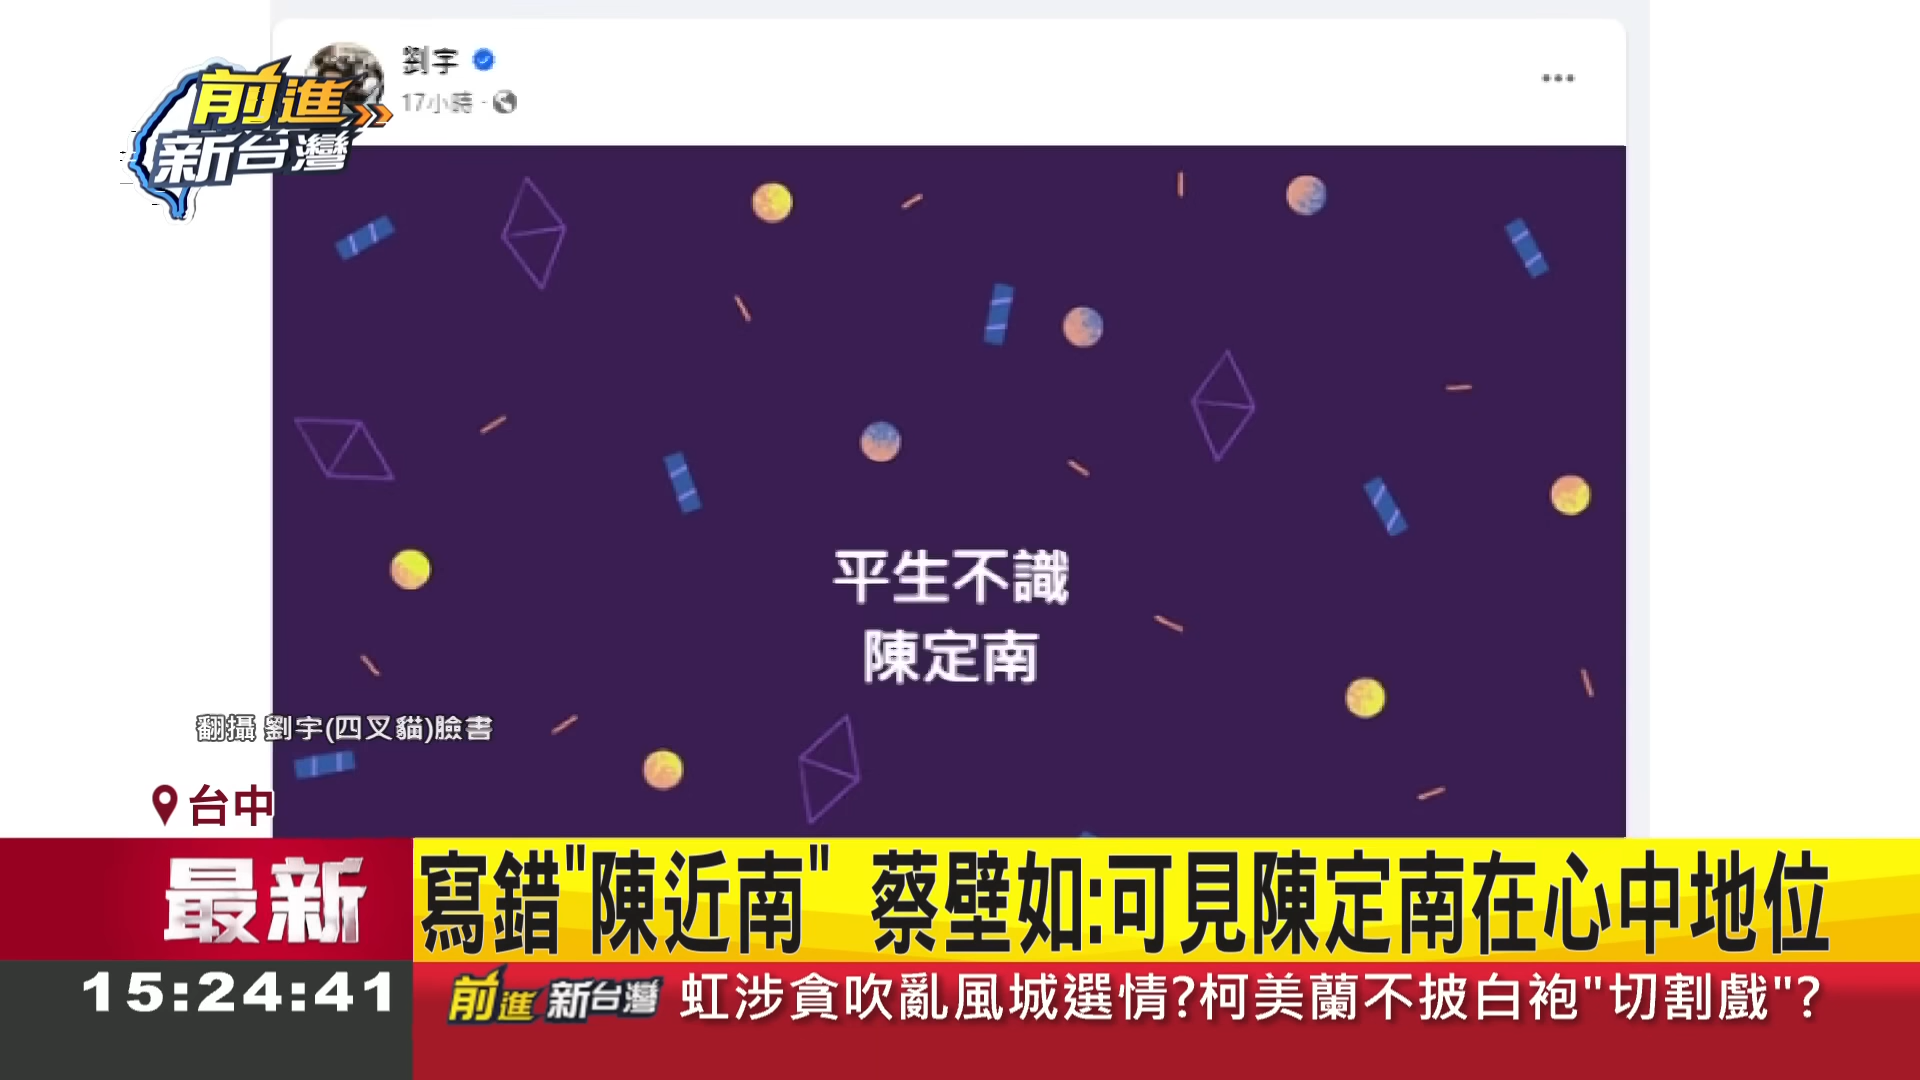 劉宇
17小時
前進
新台灣
平生不識
陳定南
翻攝 劉宇(四叉貓)臉書
台中
最新
寫錯"陳近南" 蔡壁如:可見陳定南在心中地位
15:24:41
前進新台灣 虹涉貪吹亂風城選情?柯美蘭不披白袍"切割戲"?